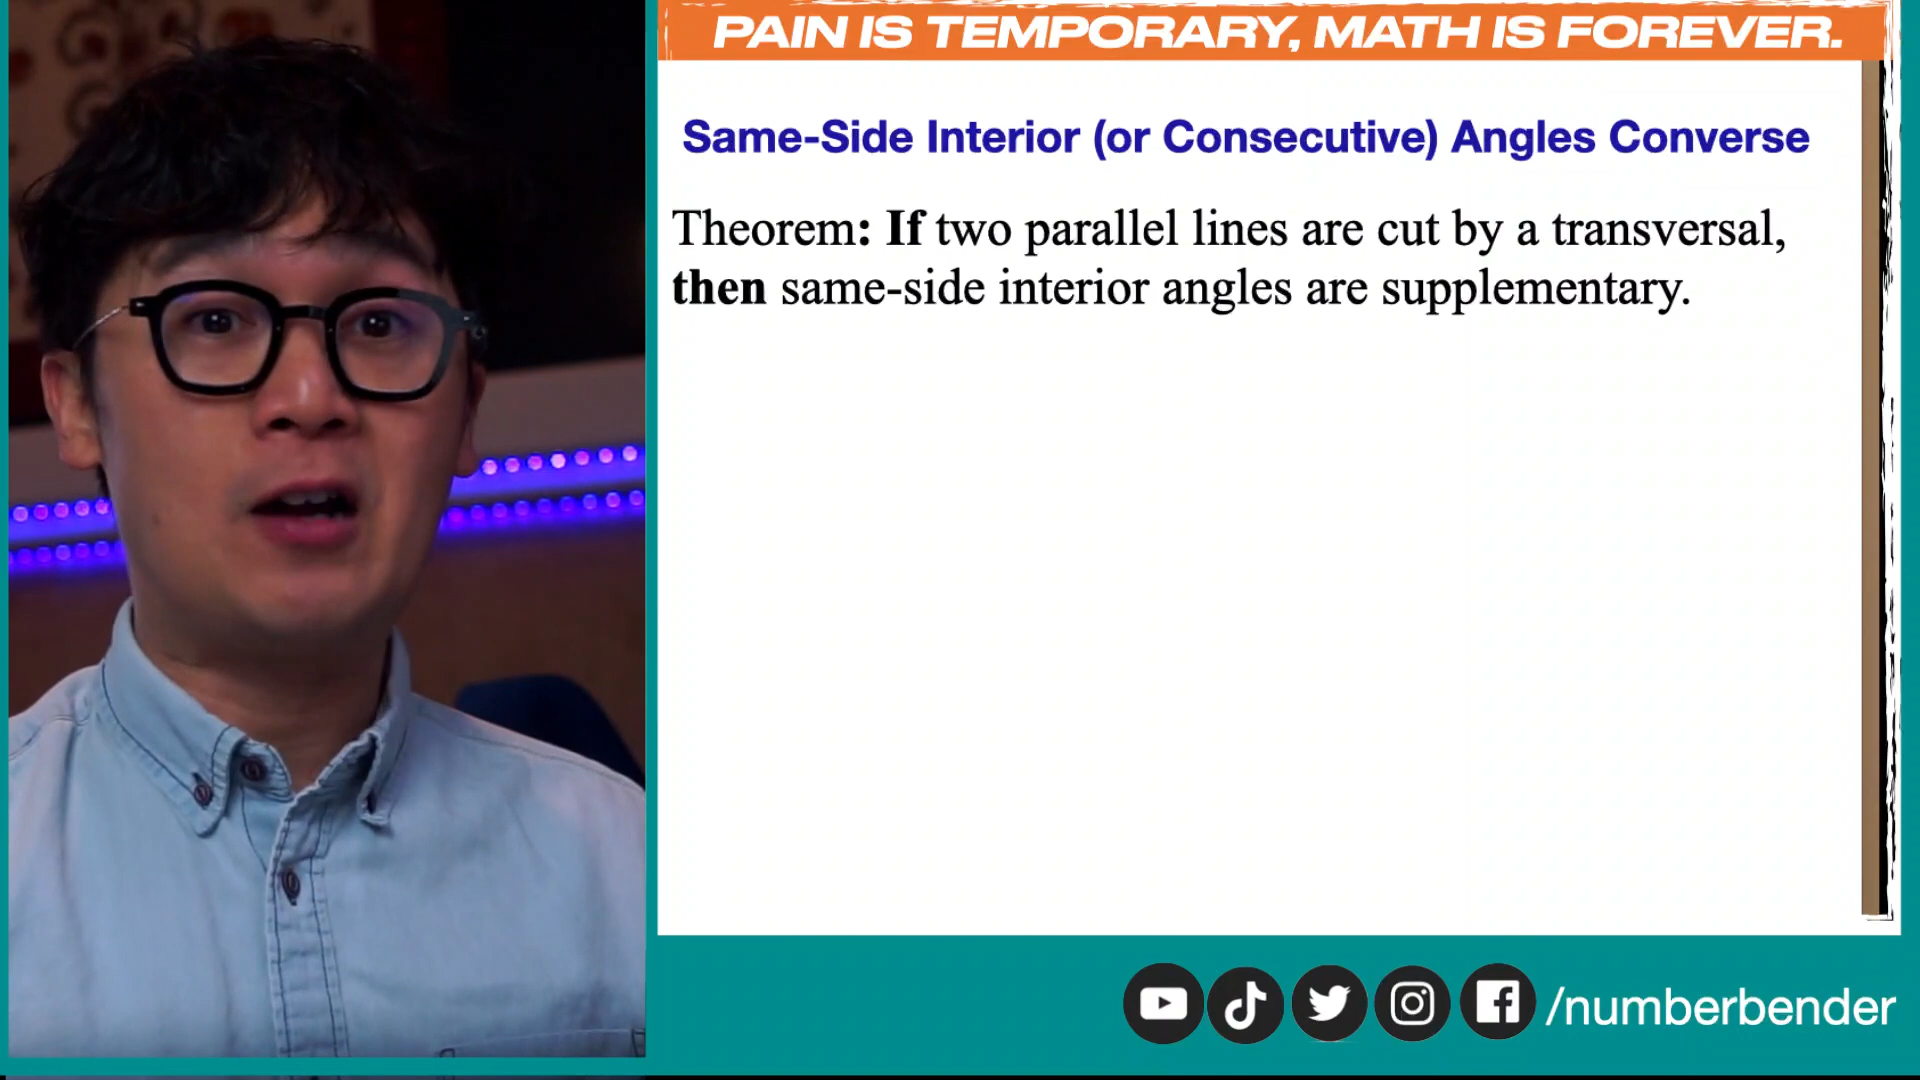 PAIN IS TEMPORARY, MATH IS FOREVER.
Same-Side Interior (or Consecutive) Angles Converse
Theorem: If two parallel lines are cut by a transversal,
then same-side interior angles are supplementary.
/numberbender